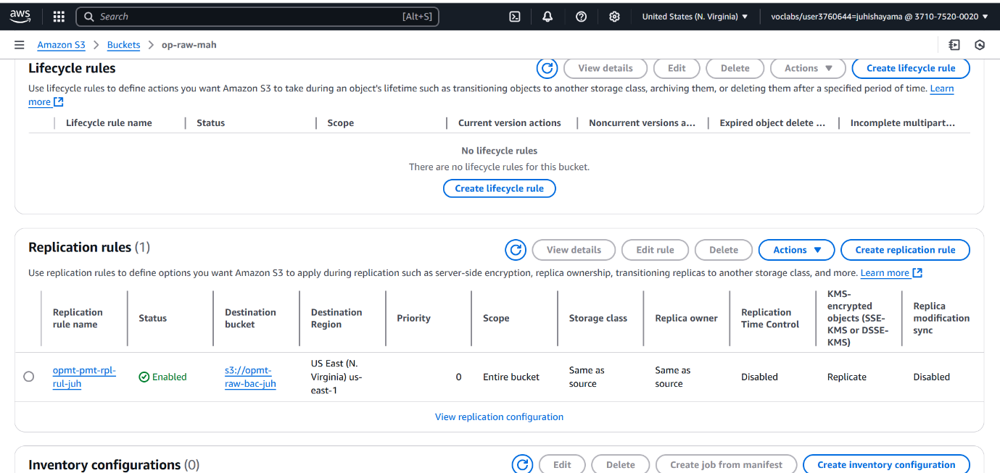 aws
Search [Alt+S] United States (N. Virginia) ▼ voclabs/user3760644=juhishayama @ 3710-7520-0020 ▼
Amazon S3 > Buckets > op-raw-mah
Lifecycle rules View details Edit Delete Actions ▼ Create lifecycle rule
Use lifecycle rules to define actions you want Amazon S3 to take during an object's lifetime such as transitioning objects to another storage class, archiving them, or deleting them after a specified period of time. Learn
more
Lifecycle rule name Status Scope Current version actions Noncurrent versions a... Expired object delete ... Incomplete multipart...
No lifecycle rules
There are no lifecycle rules for this bucket.
Create lifecycle rule
Replication rules (1) View details Edit rule Delete Actions ▼ Create replication rule
Use replication rules to define options you want Amazon S3 to apply during replication such as server-side encryption, replica ownership, transitioning replicas to another storage class, and more. Learn more
Replication
rule name
Status
Destination
bucket
Destination
Region
Priority
Scope
Storage class
Replica owner
Replication
Time Control
KMS-
encrypted
objects (SSE-
KMS or DSSE-
KMS)
Replica
modification
sync
opmt-pmt-rpl-
rul-juh
Enabled
s3://opmt-
raw-bac-juh
US East (N.
Virginia) us-
east-1
0
Entire bucket
Same as
source
Same as
source
Disabled
Replicate
Disabled
View replication configuration
Inventory configurations (0) Edit Delete Create job from manifest Create inventory configuration